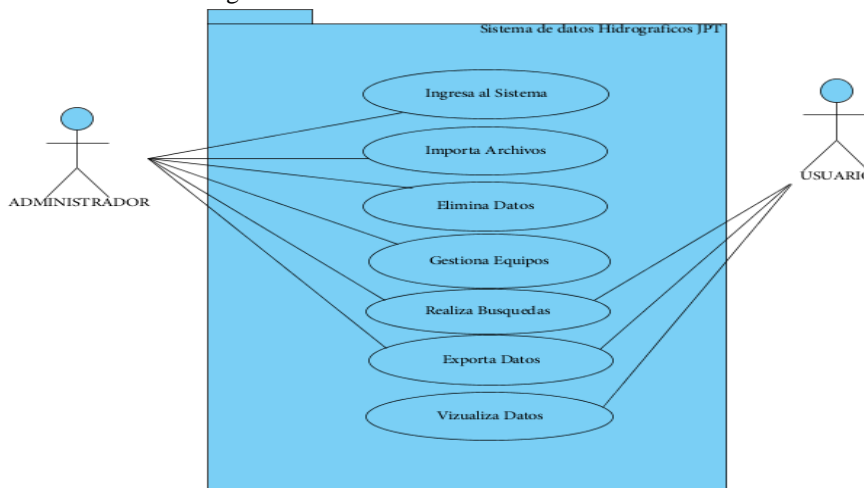 Sistema de datos Hidrograficos JPT
Ingresa al Sistema
Importa Archivos
Elimina Datos
Gestiona Equipos
Realiza Busquedas
Exporta Datos
Vizualiza Datos
ADMINISTRADOR
USUARIO